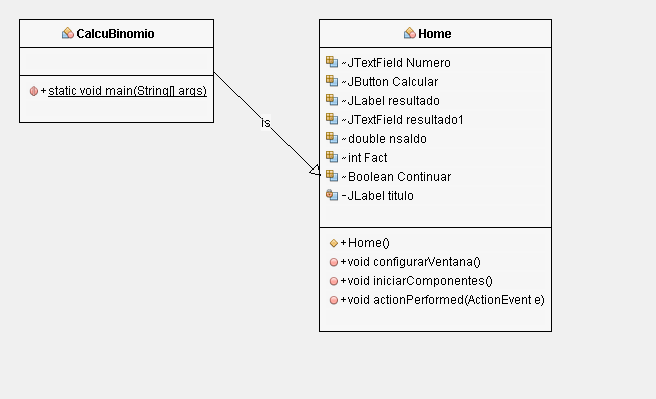 CalcuBinomio
+static void main(String[] args)
is
Home
~JTextField Numero
~JButton Calcular
~JLabel resultado
~JTextField resultado1
~double nsaldo
~int Fact
~Boolean Continuar
-JLabel titulo
+Home()
+void configurarVentana()
+void iniciarComponentes()
+void actionPerformed(ActionEvent e)